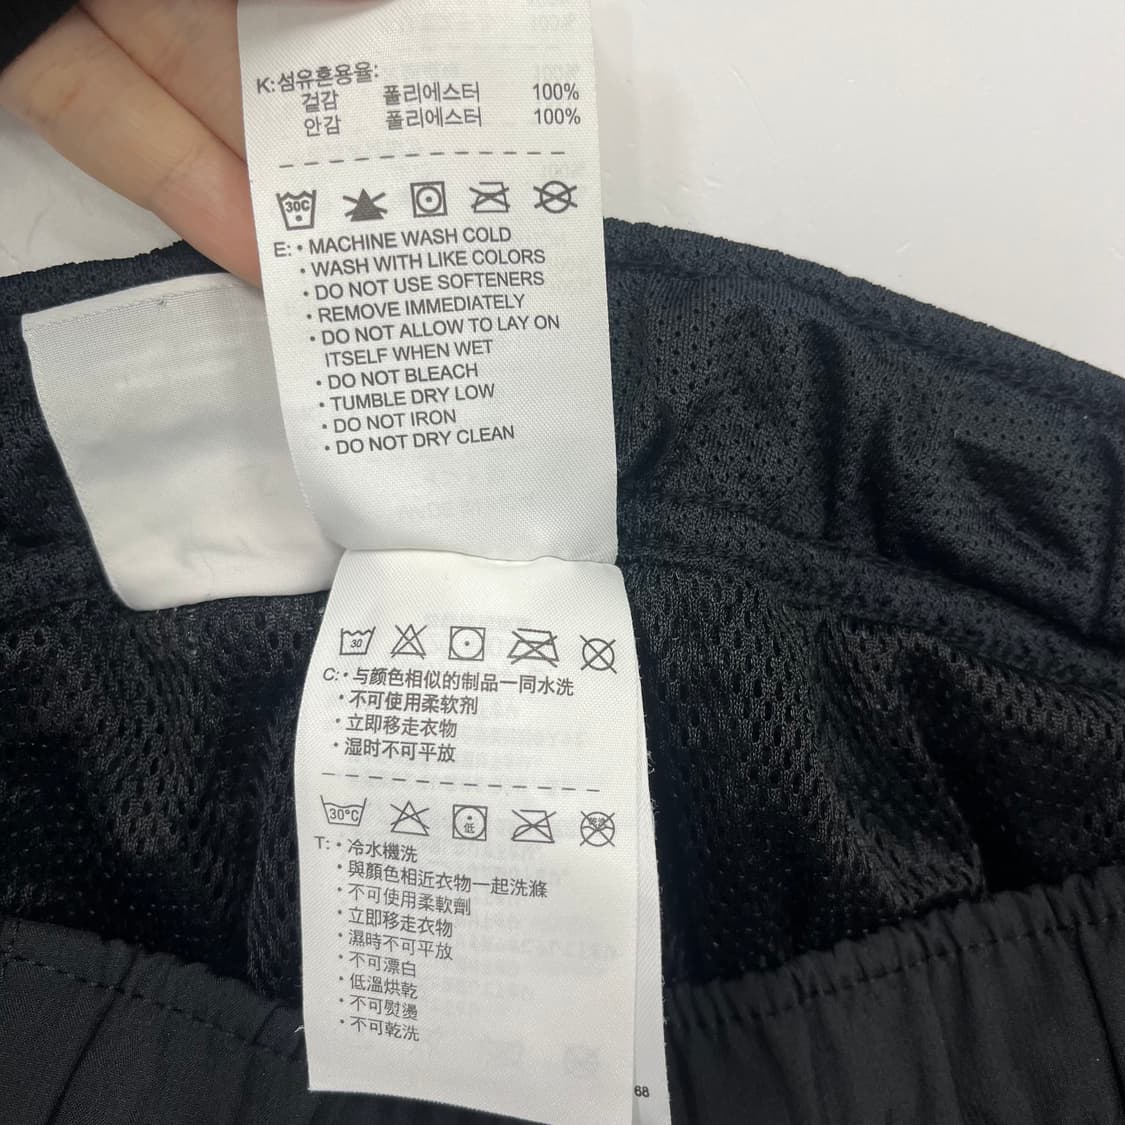 K: 섬유혼용율:
걸감 폴리에스터 100%
안감 폴리에스터 100%
30C
E: • MACHINE WASH COLD
• WASH WITH LIKE COLORS
• DO NOT USE SOFTENERS
• REMOVE IMMEDIATELY
• DO NOT ALLOW TO LAY ON
ITSELF WHEN WET
• DO NOT BLEACH
• TUMBLE DRY LOW
• DO NOT IRON
• DO NOT DRY CLEAN
30
C: • 与颜色相似的制品一同水洗
• 不可使用柔软剂
• 立即移走衣物
• 湿时不可平放
30°C 低
T: • 冷水機洗
• 與顏色相近衣物一起洗滌
• 不可使用柔軟劑
• 立即移走衣物
• 濕時不可平放
• 不可漂白
• 低溫烘乾
• 不可熨燙
• 不可乾洗
68